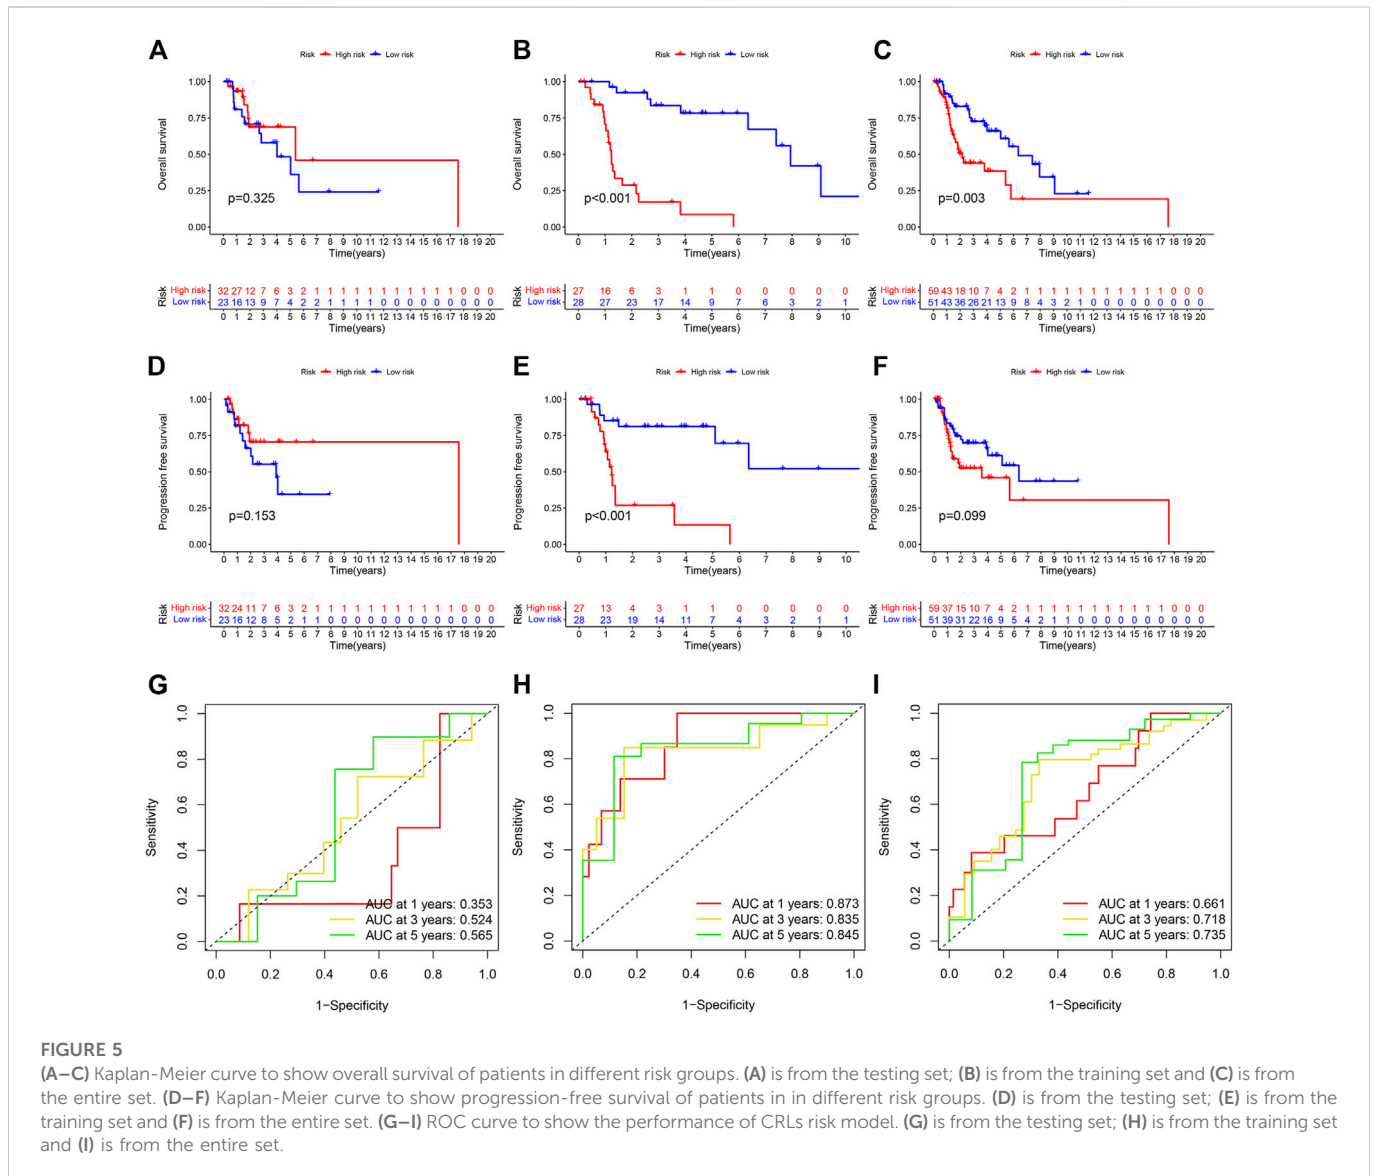 A
Risk High risk Low risk
1.00
0.75
0.50
0.25
0.00
Overall survival
p=0.325
0 1 2 3 4 5 6 7 8 9 10 11 12 13 14 15 16 17 18 19 20
Time(years)
Risk
High risk 32 27 12 7 6 3 2 1 1 1 1 1 1 1 1 1 1 1 0 0 0
Low risk 23 16 13 9 7 4 2 2 1 1 1 1 0 0 0 0 0 0 0 0 0
0 1 2 3 4 5 6 7 8 9 10 11 12 13 14 15 16 17 18 19 20
Time(years)
B
Risk High risk Low risk
1.00
0.75
0.50
0.25
0.00
Overall survival
p<0.001
0 1 2 3 4 5 6 7 8 9 10
Time(years)
Risk
High risk 27 16 6 3 1 1 0 0 0 0 0
Low risk 28 27 23 17 14 9 7 6 3 2 1
0 1 2 3 4 5 6 7 8 9 10
Time(years)
C
Risk High risk Low risk
1.00
0.75
0.50
0.25
0.00
Overall survival
p=0.003
0 1 2 3 4 5 6 7 8 9 10 11 12 13 14 15 16 17 18 19 20
Time(years)
Risk
High risk 59 43 18 10 7 4 2 1 1 1 1 1 1 1 1 1 1 1 0 0 0
Low risk 51 43 36 26 21 13 9 8 4 3 2 1 0 0 0 0 0 0 0 0 0
0 1 2 3 4 5 6 7 8 9 10 11 12 13 14 15 16 17 18 19 20
Time(years)
D
Risk High risk Low risk
1.00
0.75
0.50
0.25
0.00
Progression free survival
p=0.153
0 1 2 3 4 5 6 7 8 9 10 11 12 13 14 15 16 17 18 19 20
Time(years)
Risk
High risk 32 24 11 7 6 3 2 1 1 1 1 1 1 1 1 1 1 1 0 0 0
Low risk 23 16 12 8 5 2 1 1 0 0 0 0 0 0 0 0 0 0 0 0 0
0 1 2 3 4 5 6 7 8 9 10 11 12 13 14 15 16 17 18 19 20
Time(years)
E
Risk High risk Low risk
1.00
0.75
0.50
0.25
0.00
Progression free survival
p<0.001
0 1 2 3 4 5 6 7 8 9 10
Time(years)
Risk
High risk 27 13 4 3 1 1 0 0 0 0 0
Low risk 28 23 19 14 11 7 4 3 2 1 1
0 1 2 3 4 5 6 7 8 9 10
Time(years)
F
Risk High risk Low risk
1.00
0.75
0.50
0.25
0.00
Progression free survival
p=0.099
0 1 2 3 4 5 6 7 8 9 10 11 12 13 14 15 16 17 18 19 20
Time(years)
Risk
High risk 59 37 15 10 7 4 2 1 1 1 1 1 1 1 1 1 1 1 0 0 0
Low risk 51 39 31 22 16 9 5 4 2 1 1 0 0 0 0 0 0 0 0 0 0
0 1 2 3 4 5 6 7 8 9 10 11 12 13 14 15 16 17 18 19 20
Time(years)
G
1.0
0.8
0.6
0.4
0.2
0.0
Sensitivity
AUC at 1 years: 0.353
AUC at 3 years: 0.524
AUC at 5 years: 0.565
0.0 0.2 0.4 0.6 0.8 1.0
1−Specificity
H
1.0
0.8
0.6
0.4
0.2
0.0
Sensitivity
AUC at 1 years: 0.873
AUC at 3 years: 0.835
AUC at 5 years: 0.845
0.0 0.2 0.4 0.6 0.8 1.0
1−Specificity
I
1.0
0.8
0.6
0.4
0.2
0.0
Sensitivity
AUC at 1 years: 0.661
AUC at 3 years: 0.718
AUC at 5 years: 0.735
0.0 0.2 0.4 0.6 0.8 1.0
1−Specificity
FIGURE 5
(A–C) Kaplan-Meier curve to show overall survival of patients in different risk groups. (A) is from the testing set; (B) is from the training set and (C) is from
the entire set. (D–F) Kaplan-Meier curve to show progression-free survival of patients in in different risk groups. (D) is from the testing set; (E) is from the
training set and (F) is from the entire set. (G–I) ROC curve to show the performance of CRLs risk model. (G) is from the testing set; (H) is from the training set
and (I) is from the entire set.